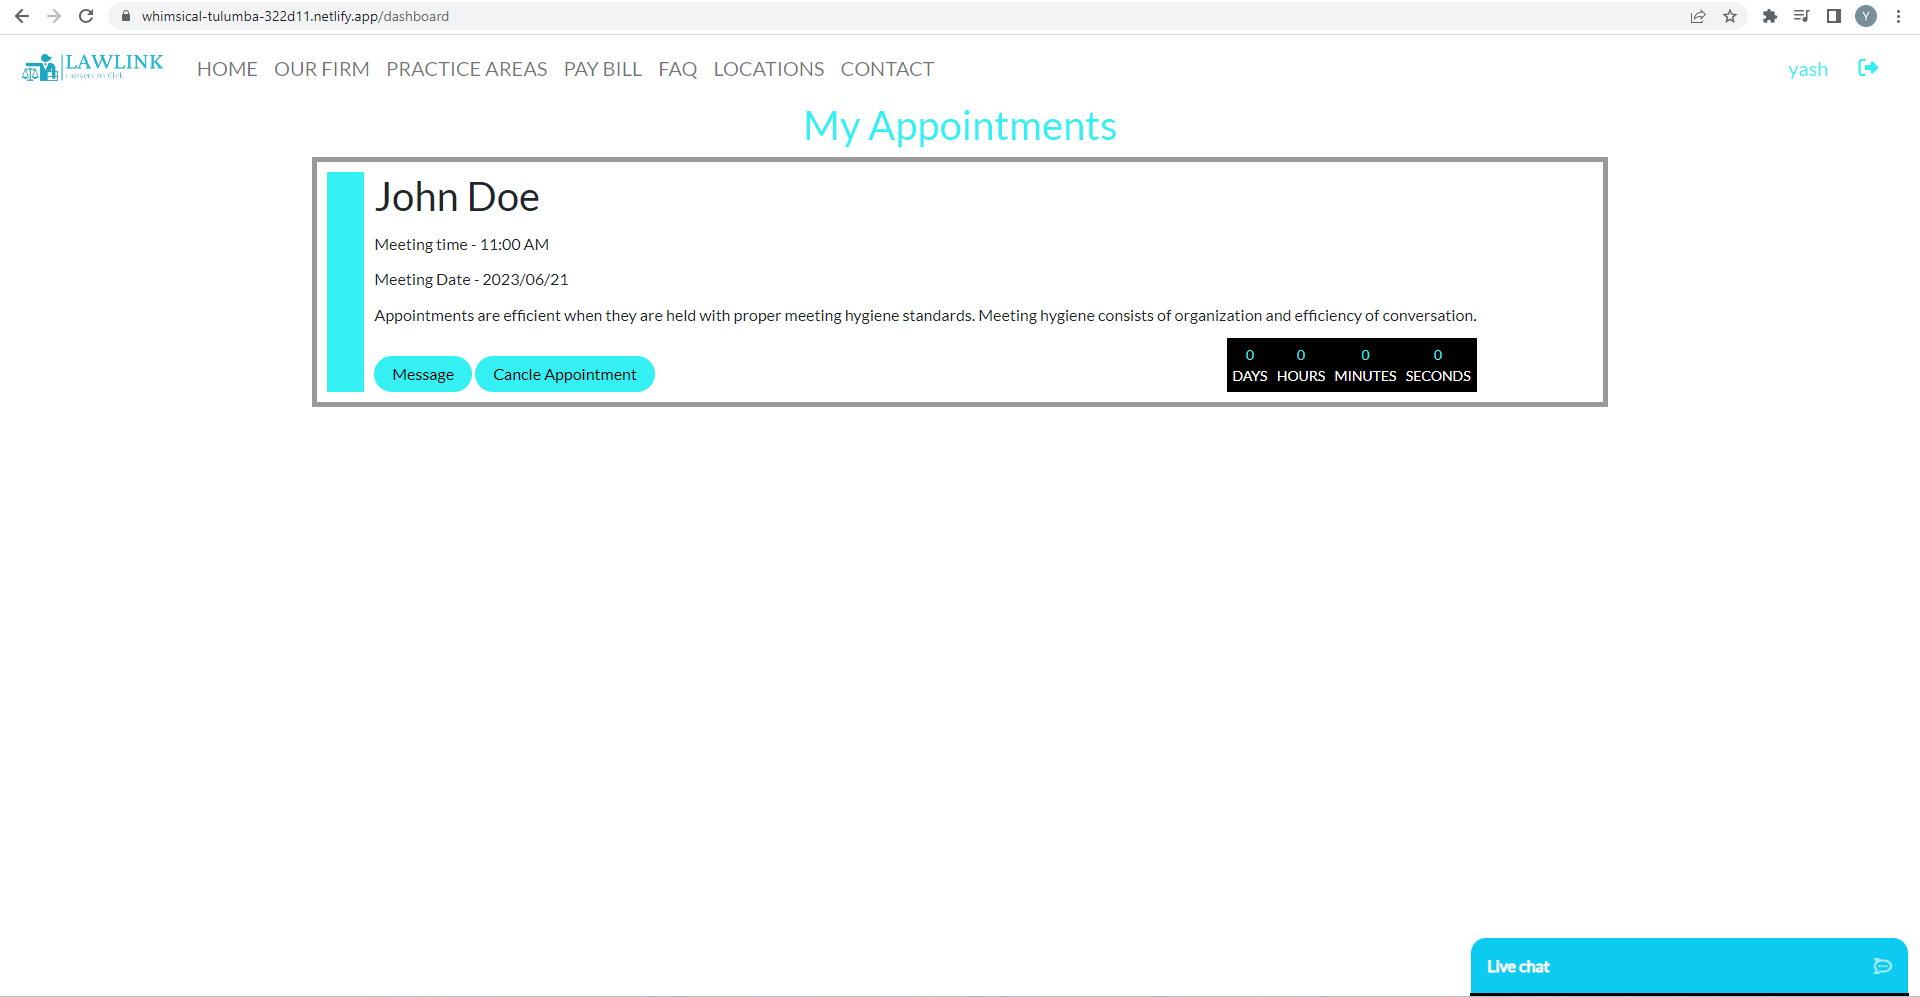 whimsical-tulumba-322d11.netlify.app/dashboard
Y
LAWLINK
Lawyers on Click
HOME OUR FIRM PRACTICE AREAS PAY BILL FAQ LOCATIONS CONTACT
yash
My Appointments
John Doe
Meeting time - 11:00 AM
Meeting Date - 2023/06/21
Appointments are efficient when they are held with proper meeting hygiene standards. Meeting hygiene consists of organization and efficiency of conversation.
Message Cancle Appointment
0 0 0 0
DAYS HOURS MINUTES SECONDS
Live chat